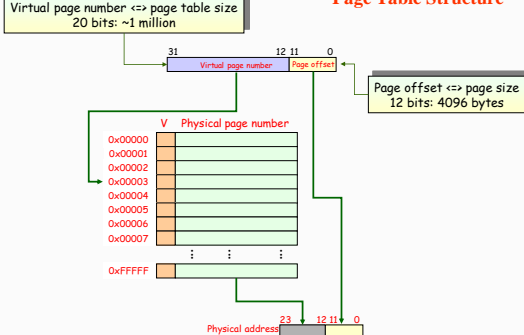 Page Table Structure
Virtual page number <=> page table size
20 bits: ~1 million
31 12 11 0
Virtual page number Page offset
Page offset <=> page size
12 bits: 4096 bytes
V Physical page number
0x00000
0x00001
0x00002
0x00003
0x00004
0x00005
0x00006
0x00007
⋮ ⋮ ⋮
0xFFFFF
23 12 11 0
Physical address